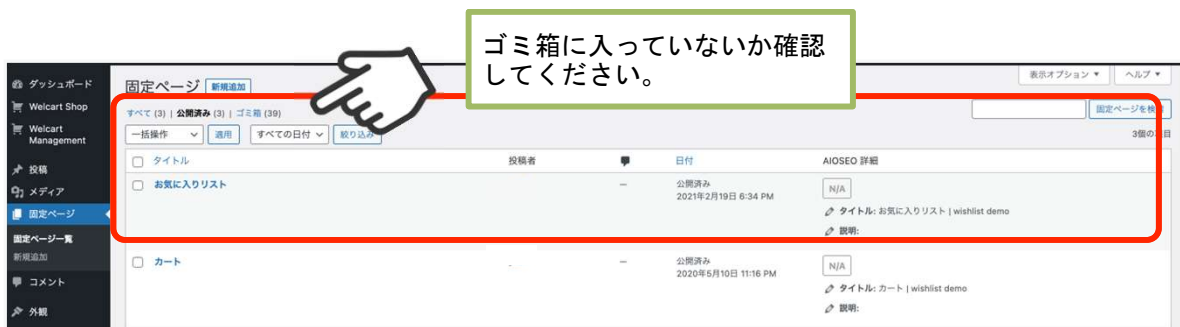 ゴミ箱に入っていないか確認
してください。
表示オプション ▼ ヘルプ ▼
ダッシュボード
Welcart Shop
Welcart
Management
投稿
メディア
固定ページ
固定ページ一覧
新規追加
コメント
外観
固定ページ 新規追加
すべて (3) | 公開済み (3) | ゴミ箱 (39)
固定ページを検
一括操作 適用 すべての日付 絞り込み
3個の項目
タイトル 投稿者 日付 AIOSEO 詳細
お気に入りリスト — 公開済み N/A
2021年2月19日 6:34 PM
タイトル: お気に入りリスト | wishlist demo
説明:
カート — 公開済み N/A
2020年5月10日 11:16 PM
タイトル: カート | wishlist demo
説明: